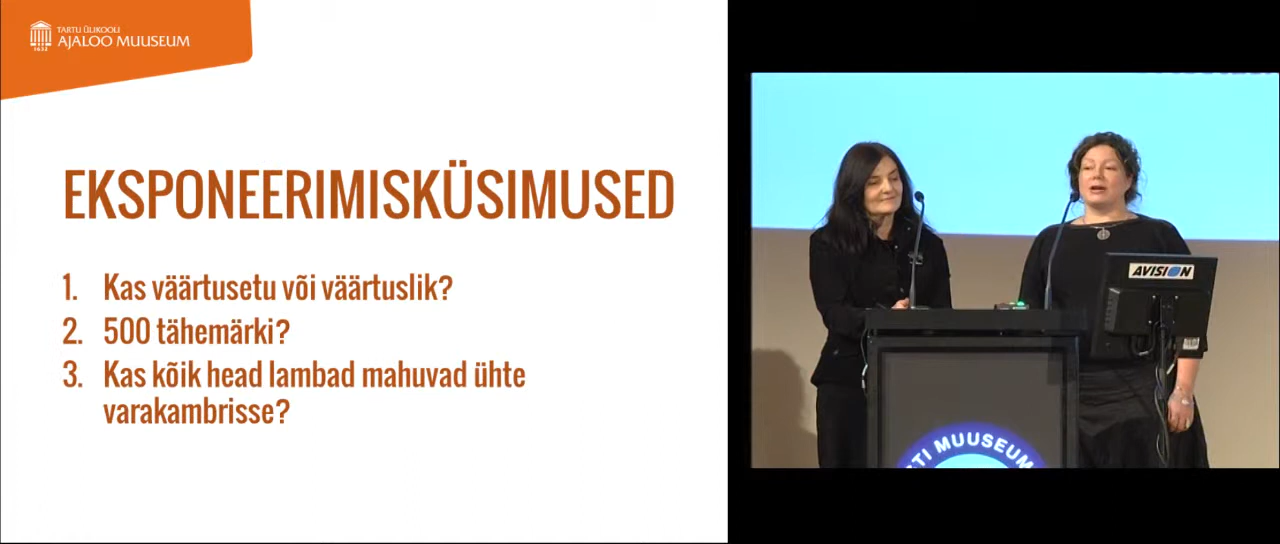 TARTU ÜLIKOOLI
AJALOO MUUSEUM
1632
EKSPONEERIMISKÜSIMUSED
1. Kas väärtusetu või väärtuslik?
2. 500 tähemärki?
3. Kas kõik head lambad mahuvad ühte
varakambrisse?
AVISION
TI MUUSEUM